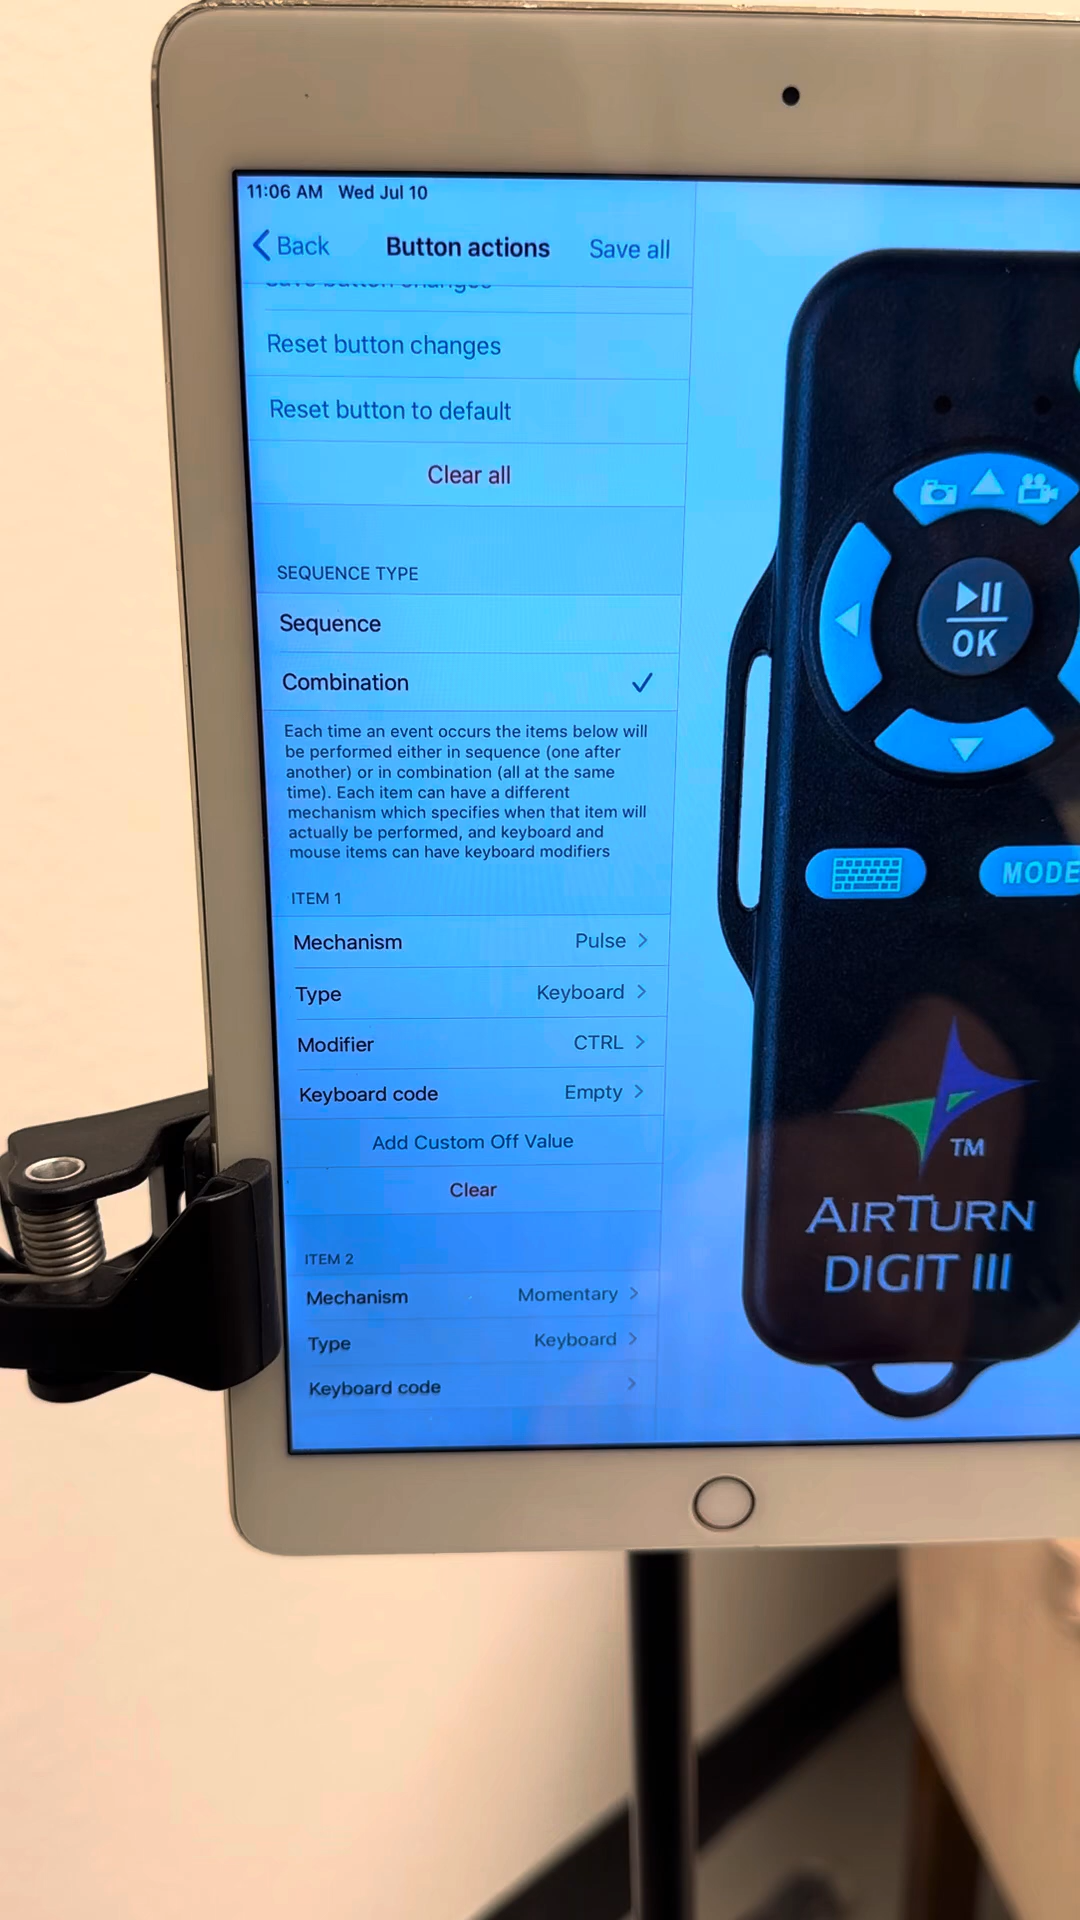 11:06 AM Wed Jul 10
Back Button actions Save all
Save button changes
Reset button changes
Reset button to default
Clear all
SEQUENCE TYPE
Sequence
Combination
Each time an event occurs the items below will
be performed either in sequence (one after
another) or in combination (all at the same
time). Each item can have a different
mechanism which specifies when that item will
actually be performed, and keyboard and
mouse items can have keyboard modifiers
ITEM 1
Mechanism Pulse
Type Keyboard
Modifier CTRL
Keyboard code Empty
Add Custom Off Value
Clear
ITEM 2
Mechanism Momentary
Type Keyboard
Keyboard code
OK
MODE
TM
AIRTURN
DIGIT III